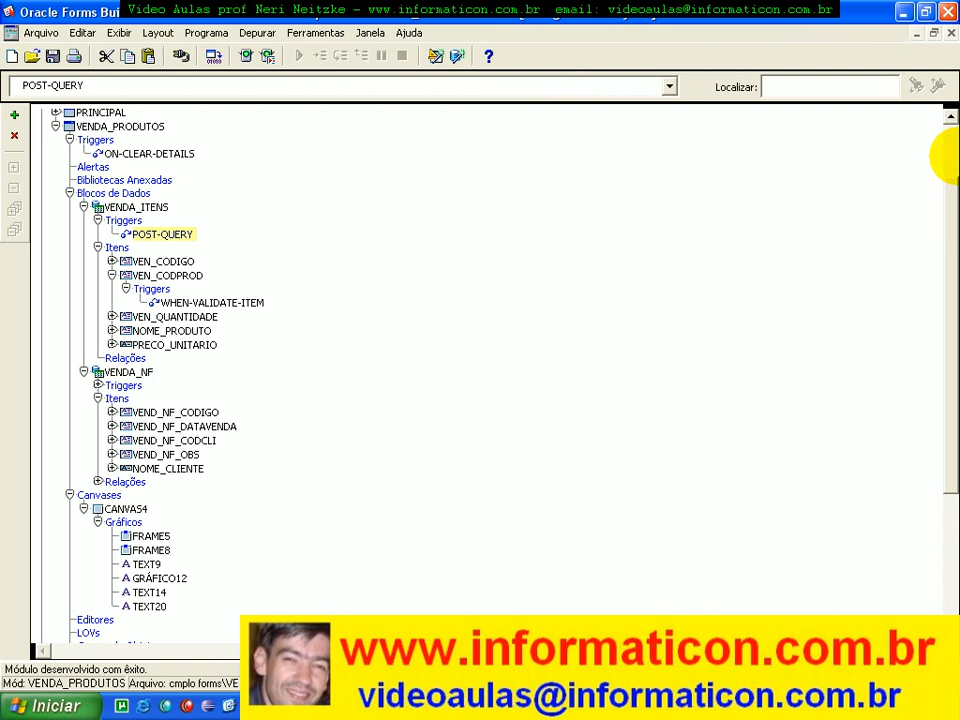 Oracle Forms Bui
Video Aulas prof Neri Neitzke – www.informaticon.com.br email: videoaulas@informaticon.com.br
Arquivo Editar Exibir Layout Programa Depurar Ferramentas Janela Ajuda
POST-QUERY
Localizar:
PRINCIPAL
VENDA_PRODUTOS
Triggers
ON-CLEAR-DETAILS
Alertas
Bibliotecas Anexadas
Blocos de Dados
VENDA_ITENS
Triggers
POST-QUERY
Itens
VEN_CODIGO
VEN_CODPROD
Triggers
WHEN-VALIDATE-ITEM
VEN_QUANTIDADE
NOME_PRODUTO
PRECO_UNITARIO
Relações
VENDA_NF
Triggers
Itens
VEND_NF_CODIGO
VEND_NF_DATAVENDA
VEND_NF_CODCLI
VEND_NF_OBS
NOME_CLIENTE
Relações
Canvases
CANVAS4
Gráficos
FRAME5
FRAME8
TEXT9
GRÁFICO12
TEXT14
TEXT20
Editores
LOVs
Módulo desenvolvido com êxito.
Mód: VENDA_PRODUTOS Arquivo: cmplo forms\VE
Iniciar
www.informaticon.com.br
videoaulas@informaticon.com.br